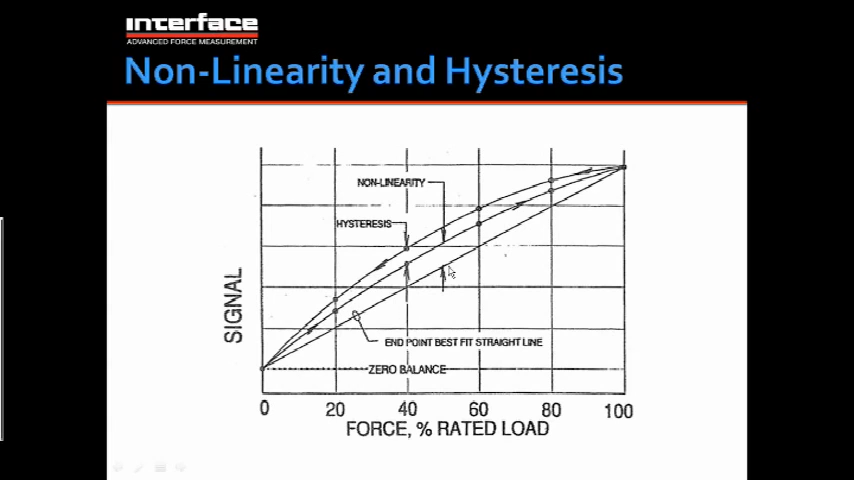 interface
ADVANCED FORCE MEASUREMENT
Non-Linearity and Hysteresis
NON-LINEARITY
HYSTERESIS
SIGNAL
END POINT BEST FIT STRAIGHT LINE
ZERO BALANCE
0 20 40 60 80 100
FORCE, % RATED LOAD